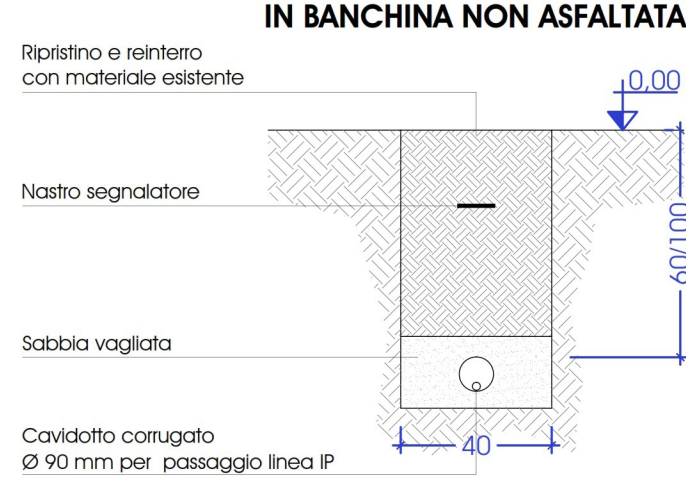 IN BANCHINA NON ASFALTATA
Ripristino e reinterro
con materiale esistente
0,00
Nastro segnalatore
60/100
Sabbia vagliata
Cavidotto corrugato
Ø 90 mm per passaggio linea IP
40